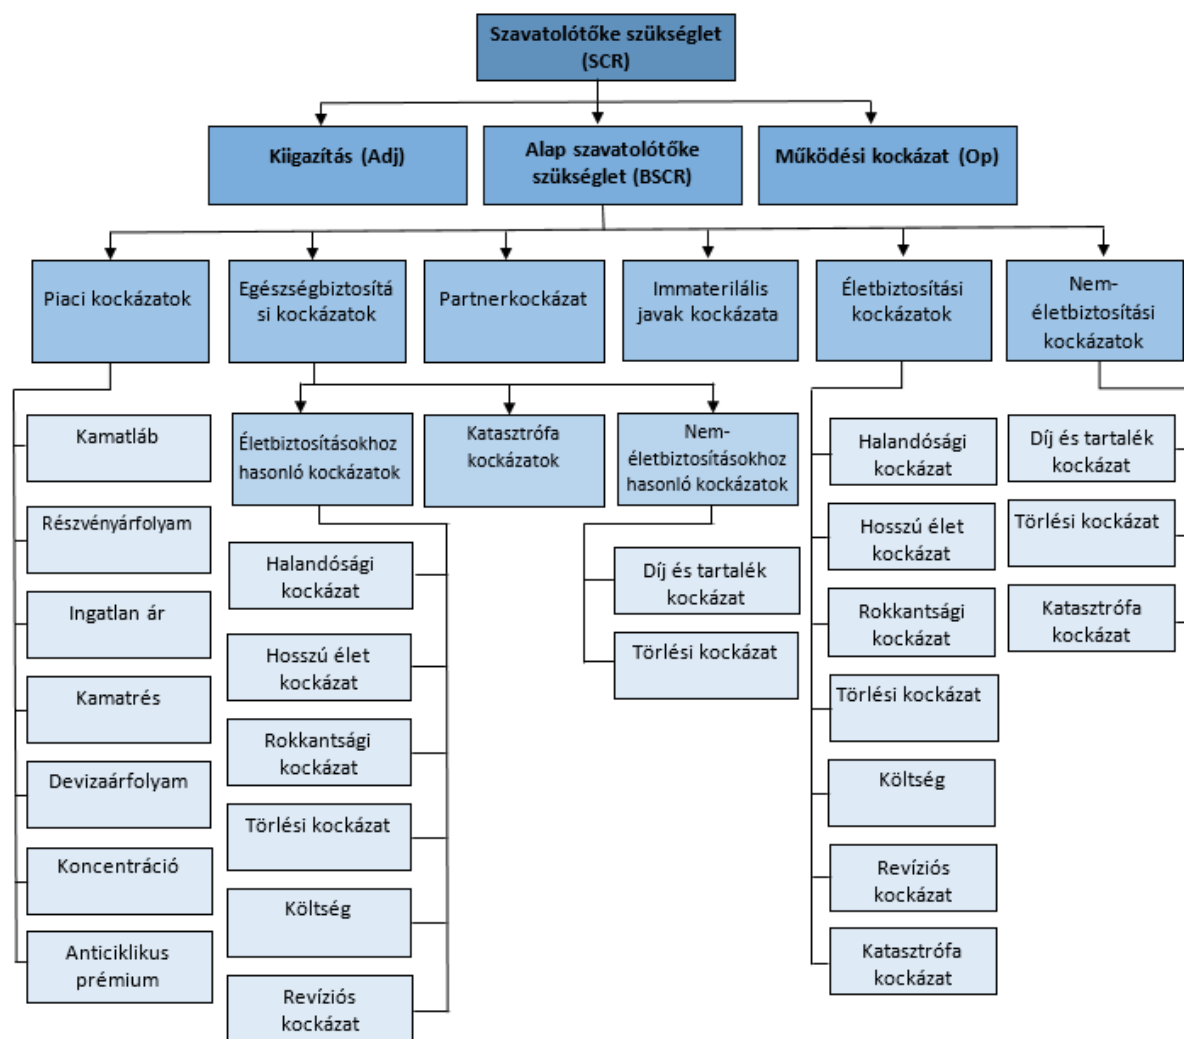 Szavatolótőke szükséglet
(SCR)
Kiigazítás (Adj)
Alap szavatolótőke
szükséglet (BSCR)
Működési kockázat (Op)
Piaci kockázatok
Egészségbiztosítá
si kockázatok
Partnerkockázat
Immaterilális
javak kockázata
Életbiztosítási
kockázatok
Nem-
életbiztosítási
kockázatok
Kamatláb
Részvényárfolyam
Ingatlan ár
Kamatrés
Devizaárfolyam
Koncentráció
Anticiklikus
prémium
Életbiztosításokhoz
hasonló kockázatok
Halandósági
kockázat
Hosszú élet
kockázat
Rokkantsági
kockázat
Törlési kockázat
Költség
Revíziós
kockázat
Katasztrófa
kockázatok
Nem-
életbiztosításokhoz
hasonló kockázatok
Díj és tartalék
kockázat
Törlési kockázat
Halandósági
kockázat
Hosszú élet
kockázat
Rokkantsági
kockázat
Törlési kockázat
Költség
Revíziós
kockázat
Katasztrófa
kockázat
Díj és tartalék
kockázat
Törlési kockázat
Katasztrófa
kockázat